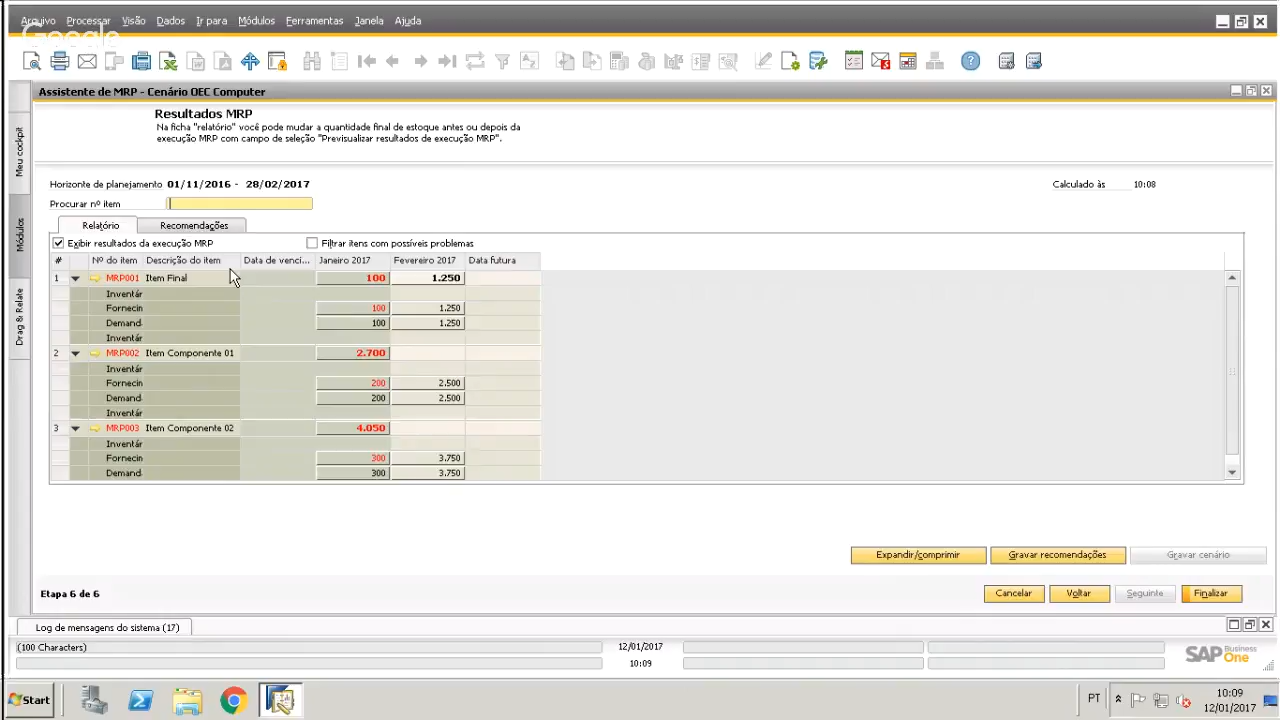 Arquivo Processar Visão Dados Ir para Módulos Ferramentas Janela Ajuda
Google
Assistente de MRP - Cenário OEC Computer
Resultados MRP
Na ficha "relatório" você pode mudar a quantidade final de estoque antes ou depois da
execução MRP com campo de seleção "Previsualizar resultados de execução MRP".
Meu cockpit
Módulos
Drag & Relate
Horizonte de planejamento 01/11/2016 - 28/02/2017 Calculado às 10:08
Procurar nº item
Relatório Recomendações
Exibir resultados da execução MRP Filtrar itens com possíveis problemas
# Nº do item Descrição do item Data de venci... Janeiro 2017 Fevereiro 2017 Data futura
1 MRP001 Item Final 100 1.250
Inventár
Fornecin 100 1.250
Demand 100 1.250
Inventár
2 MRP002 Item Componente 01 2.700
Inventár
Fornecin 200 2.500
Demand 200 2.500
Inventár
3 MRP003 Item Componente 02 4.050
Inventár
Fornecin 300 3.750
Demand 300 3.750
Expandir/comprimir Gravar recomendações Gravar cenário
Etapa 6 de 6 Cancelar Voltar Seguinte Finalizar
Log de mensagens do sistema (17)
(100 Characters) 12/01/2017
10:09
SAP Business One
Start PT 10:09
12/01/2017